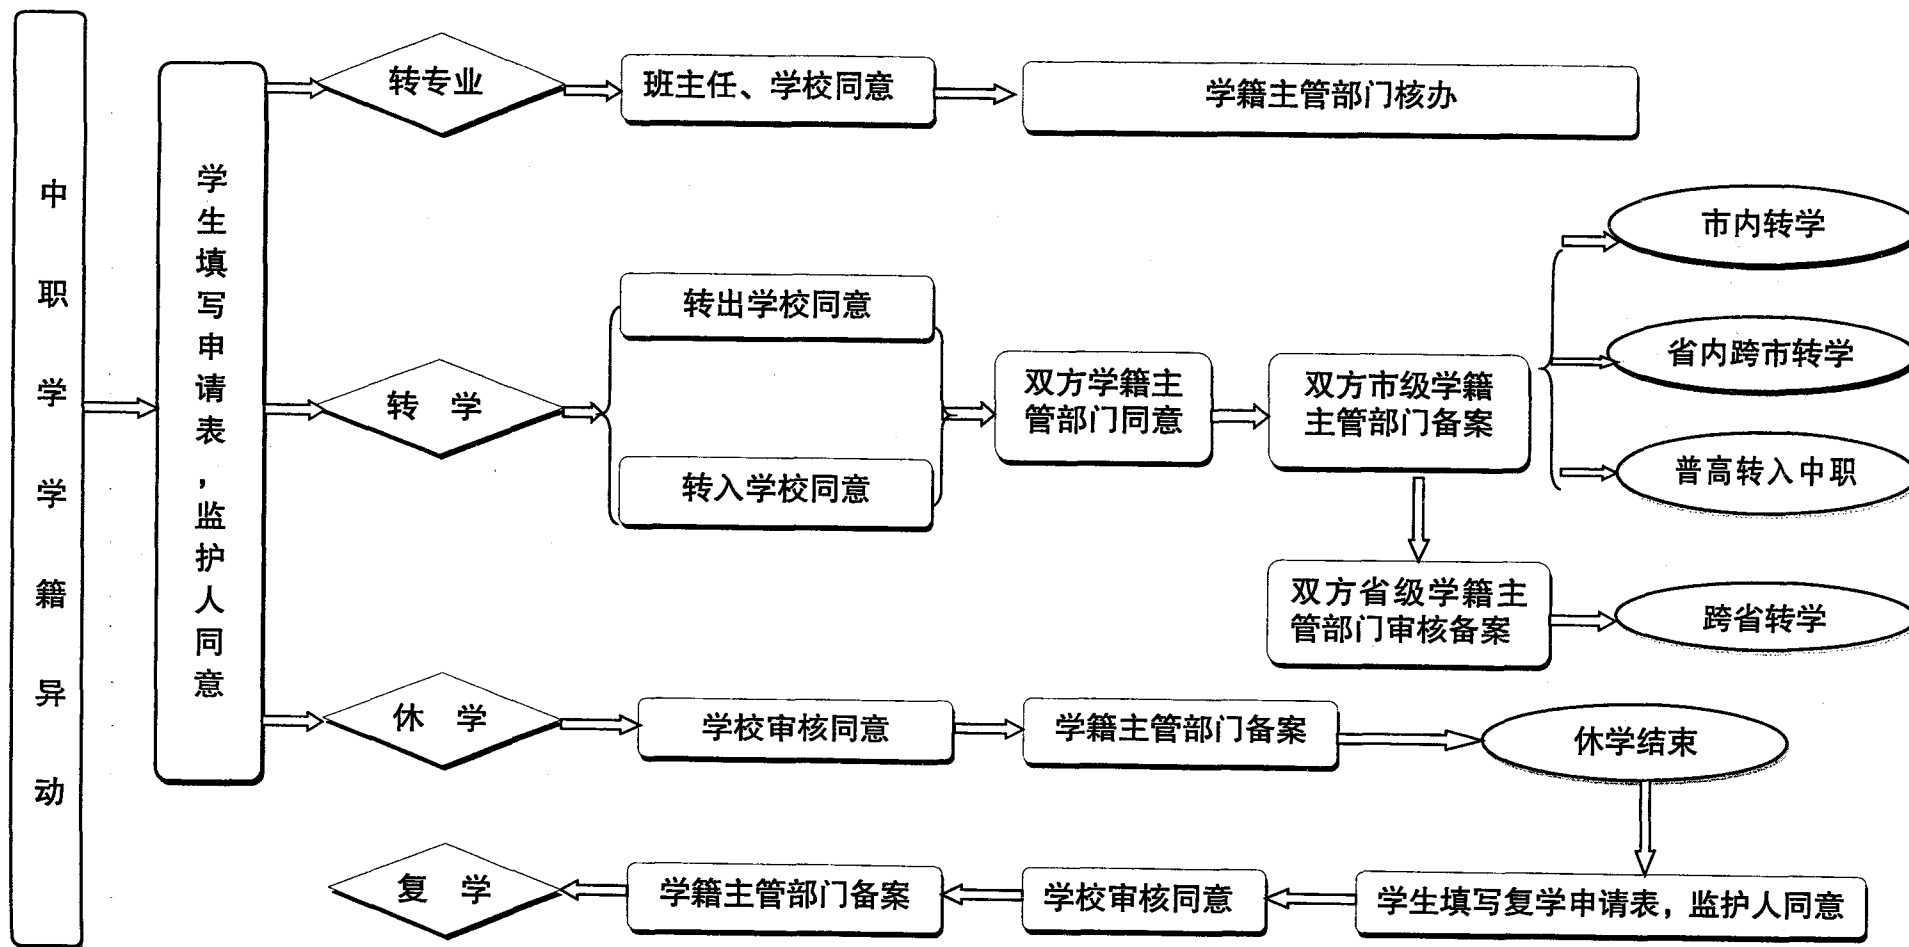 中职学学籍异动
学生填写申请表，监护人同意
转专业
班主任、学校同意
学籍主管部门核办
转 学
转出学校同意
转入学校同意
双方学籍主
管部门同意
双方市级学籍
主管部门备案
市内转学
省内跨市转学
普高转入中职
双方省级学籍主
管部门审核备案
跨省转学
休 学
学校审核同意
学籍主管部门备案
休学结束
学生填写复学申请表，监护人同意
学校审核同意
学籍主管部门备案
复 学